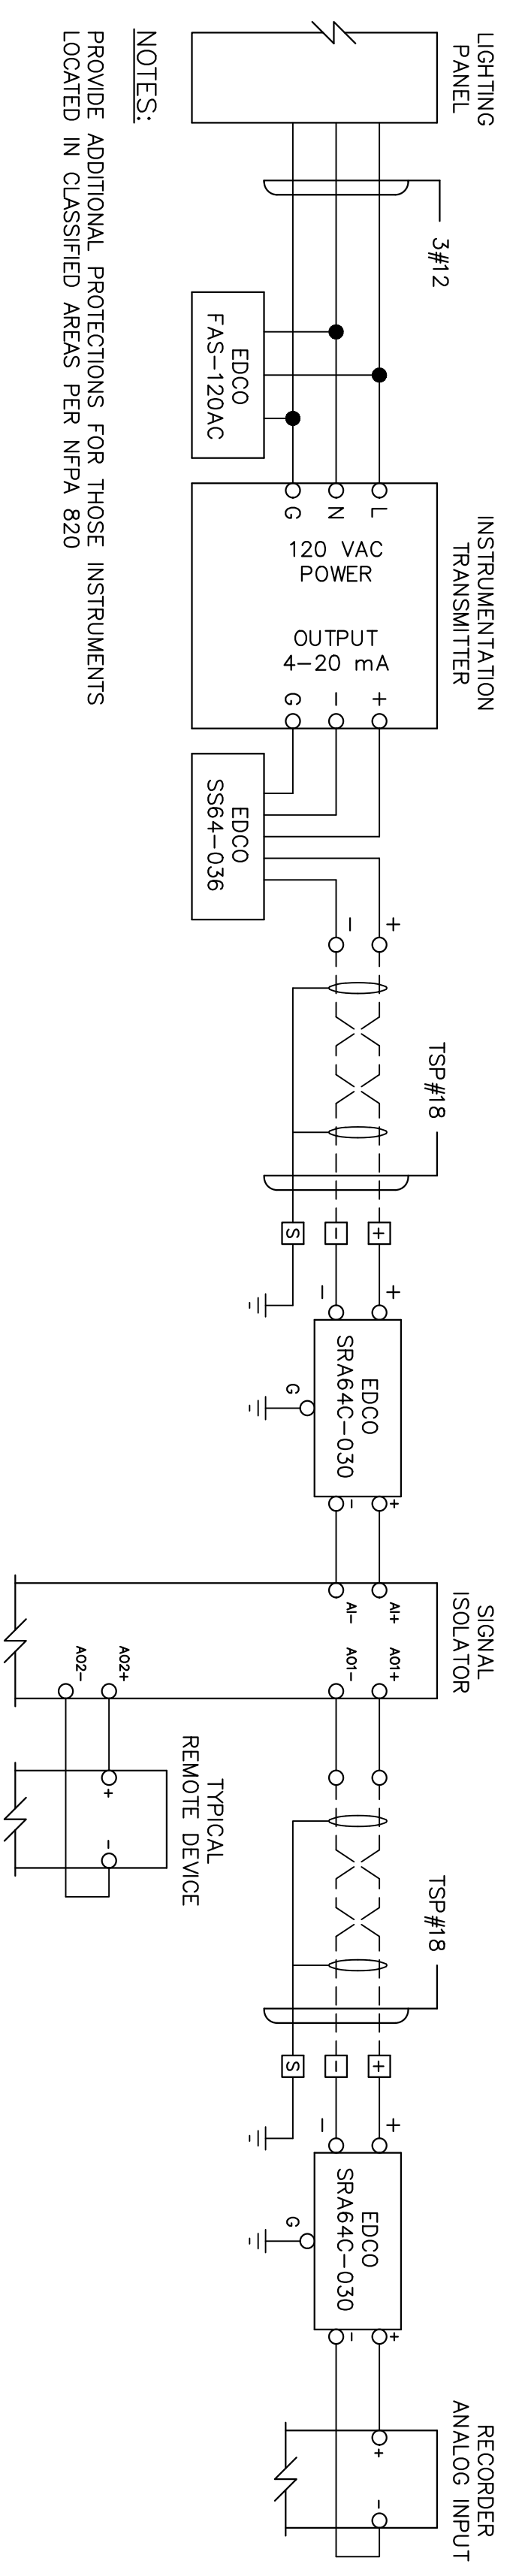 LIGHTING
PANEL
3#12
EDCO
FAS-120AC
INSTRUMENTATION
TRANSMITTER
L
N
G
120 VAC
POWER
OUTPUT
4-20 mA
+
-
G
EDCO
SS64-036
+
-
TSP#18
+
-
S
+
-
EDCO
SRA64C-030
G
+
-
SIGNAL
ISOLATOR
AI+
AI-
AO1+
AO1-
AO2+
AO2-
TYPICAL
REMOTE DEVICE
+
-
TSP#18
+
-
S
+
-
EDCO
SRA64C-030
G
+
-
RECORDER
ANALOG INPUT
+
-
NOTES:
PROVIDE ADDITIONAL PROTECTIONS FOR THOSE INSTRUMENTS
LOCATED IN CLASSIFIED AREAS PER NFPA 820